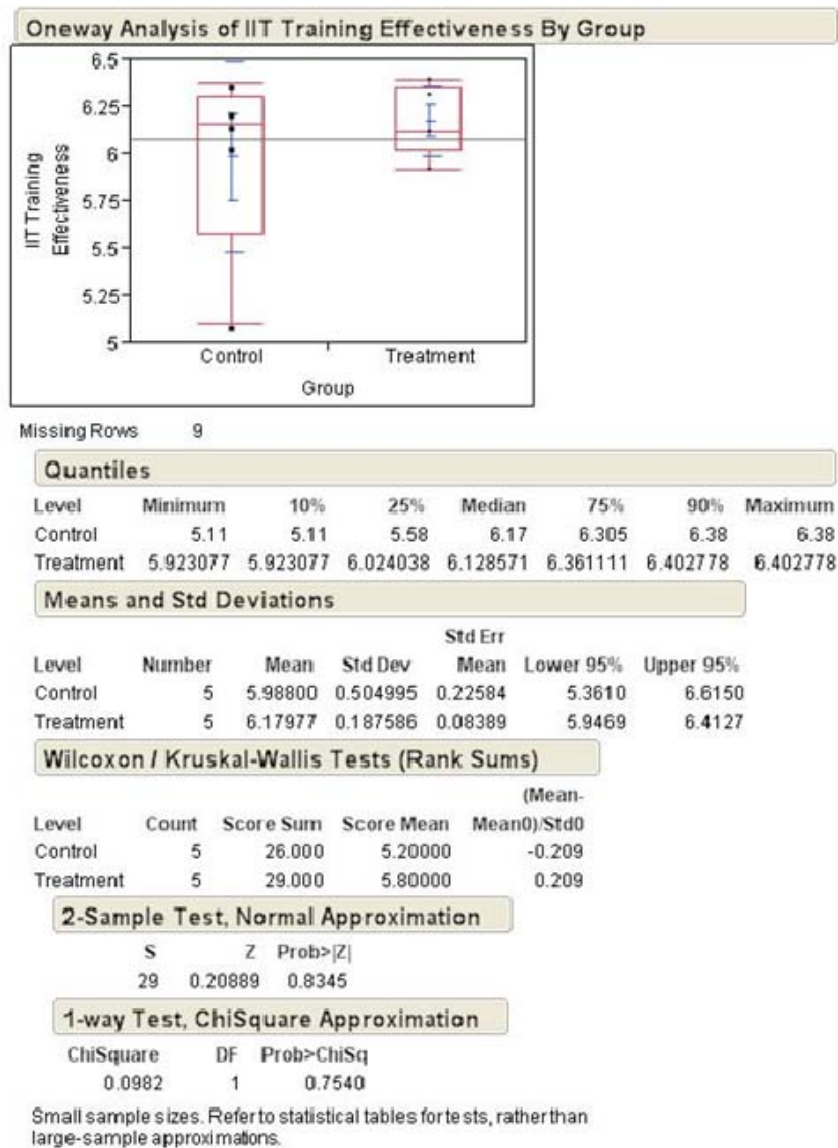 Oneway Analysis of IIT Training Effectiveness By Group
6.5
6.25
6
5.75
5.5
5.25
5
IIT Training
Effectiveness
Control Treatment
Group
Missing Rows 9
Quantiles
Level Minimum 10% 25% Median 75% 90% Maximum
Control 5.11 5.11 5.58 6.17 6.305 6.38 6.38
Treatment 5.923077 5.923077 6.024038 6.128571 6.361111 6.402778 6.402778
Means and Std Deviations
Std Err
Level Number Mean Std Dev Mean Lower 95% Upper 95%
Control 5 5.98800 0.504995 0.22584 5.3610 6.6150
Treatment 5 6.17977 0.187586 0.08389 5.9469 6.4127
Wilcoxon / Kruskal-Wallis Tests (Rank Sums)
(Mean-
Level Count Score Sum Score Mean Mean0)/Std0
Control 5 26.000 5.20000 -0.209
Treatment 5 29.000 5.80000 0.209
2-Sample Test, Normal Approximation
S Z Prob>|Z|
29 0.20889 0.8345
1-way Test, ChiSquare Approximation
ChiSquare DF Prob>ChiSq
0.0982 1 0.7540
Small sample sizes. Refer to statistical tables for tests, rather than
large-sample approximations.